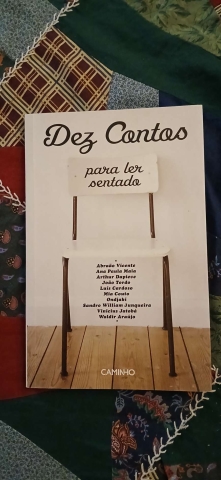 Dez Contos
para ler
sentado
Abraão Vicente
Ana Paula Maia
Arthur Dapieve
João Tordo
Luís Cardoso
Mia Couto
Ondjaki
Sandro William Junqueira
Vinicius Jatobá
Waldir Araújo
CAMINHO